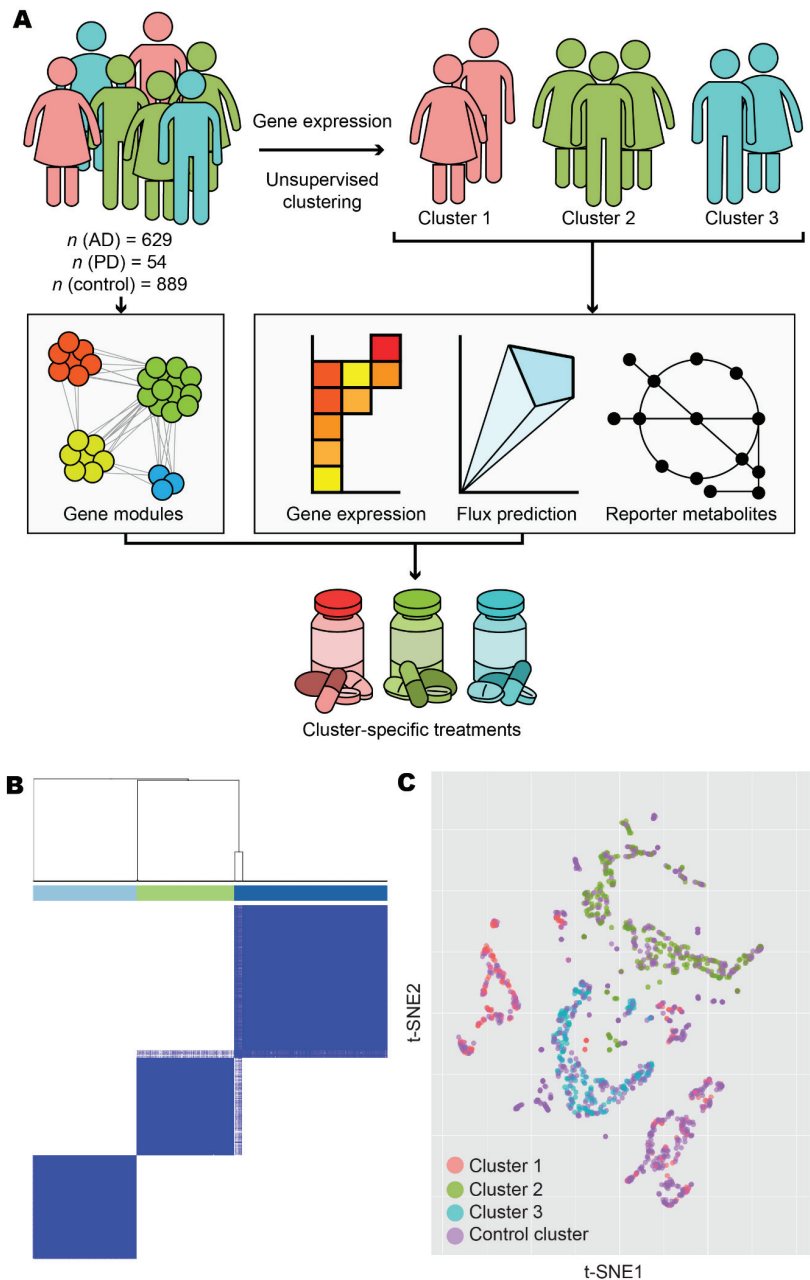 A
Gene expression
Unsupervised
clustering
Cluster 1
Cluster 2
Cluster 3
n (AD) = 629
n (PD) = 54
n (control) = 889
Gene modules
Gene expression
Flux prediction
Reporter metabolites
Cluster-specific treatments
B
C
t-SNE2
Cluster 1
Cluster 2
Cluster 3
Control cluster
t-SNE1